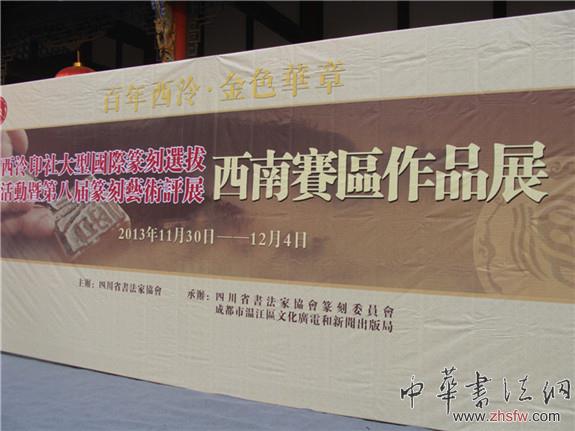 百年西泠·金色華章
西泠印社大型國際篆刻選拔
活動暨第八届篆刻藝術評展
西南賽區作品展
2013年11月30日——12月4日
主辦：四川省書法家協會
承辦：四川省書法家協會篆刻委員會
成都市温江區文化廣電和新聞出版局
中華書法網
www.zhsfw.com